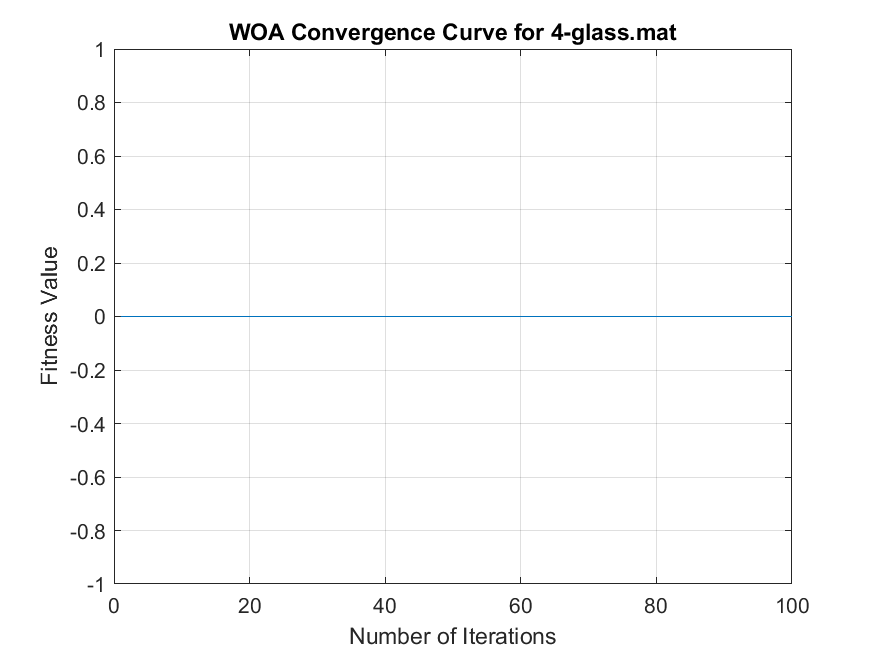 WOA Convergence Curve for 4-glass.mat
1
0.8
0.6
0.4
0.2
0
-0.2
-0.4
-0.6
-0.8
-1
Fitness Value
0 20 40 60 80 100
Number of Iterations